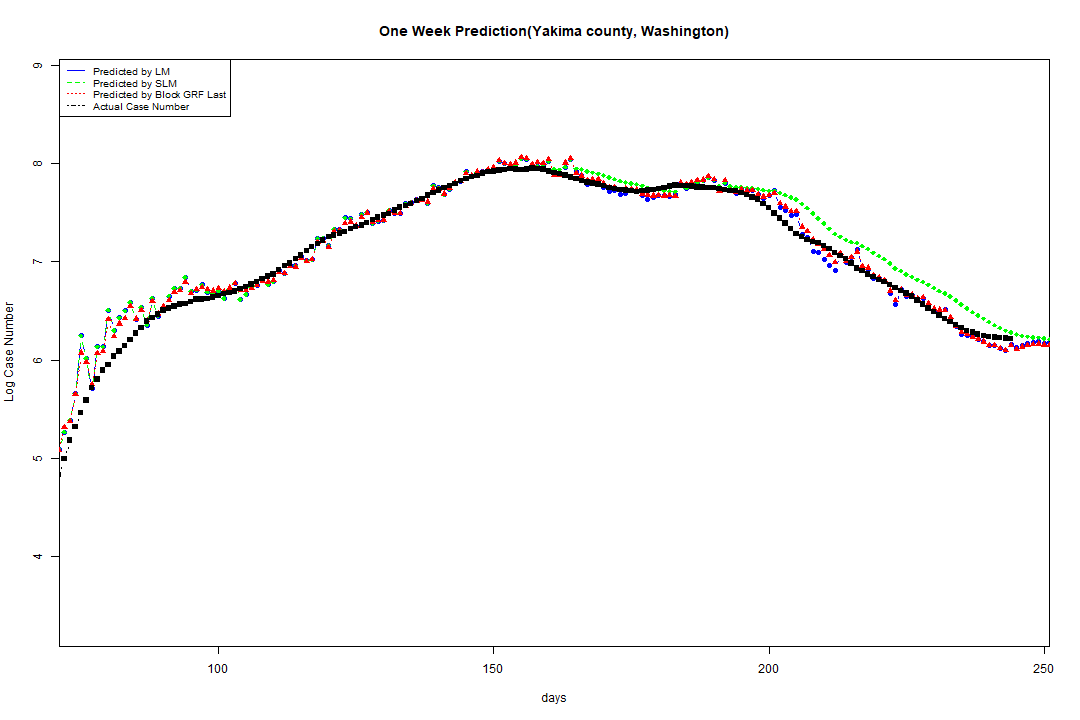 One Week Prediction(Yakima county, Washington)
Predicted by LM
Predicted by SLM
Predicted by Block GRF Last
Actual Case Number
9
8
7
6
5
4
Log Case Number
100 150 200 250
days